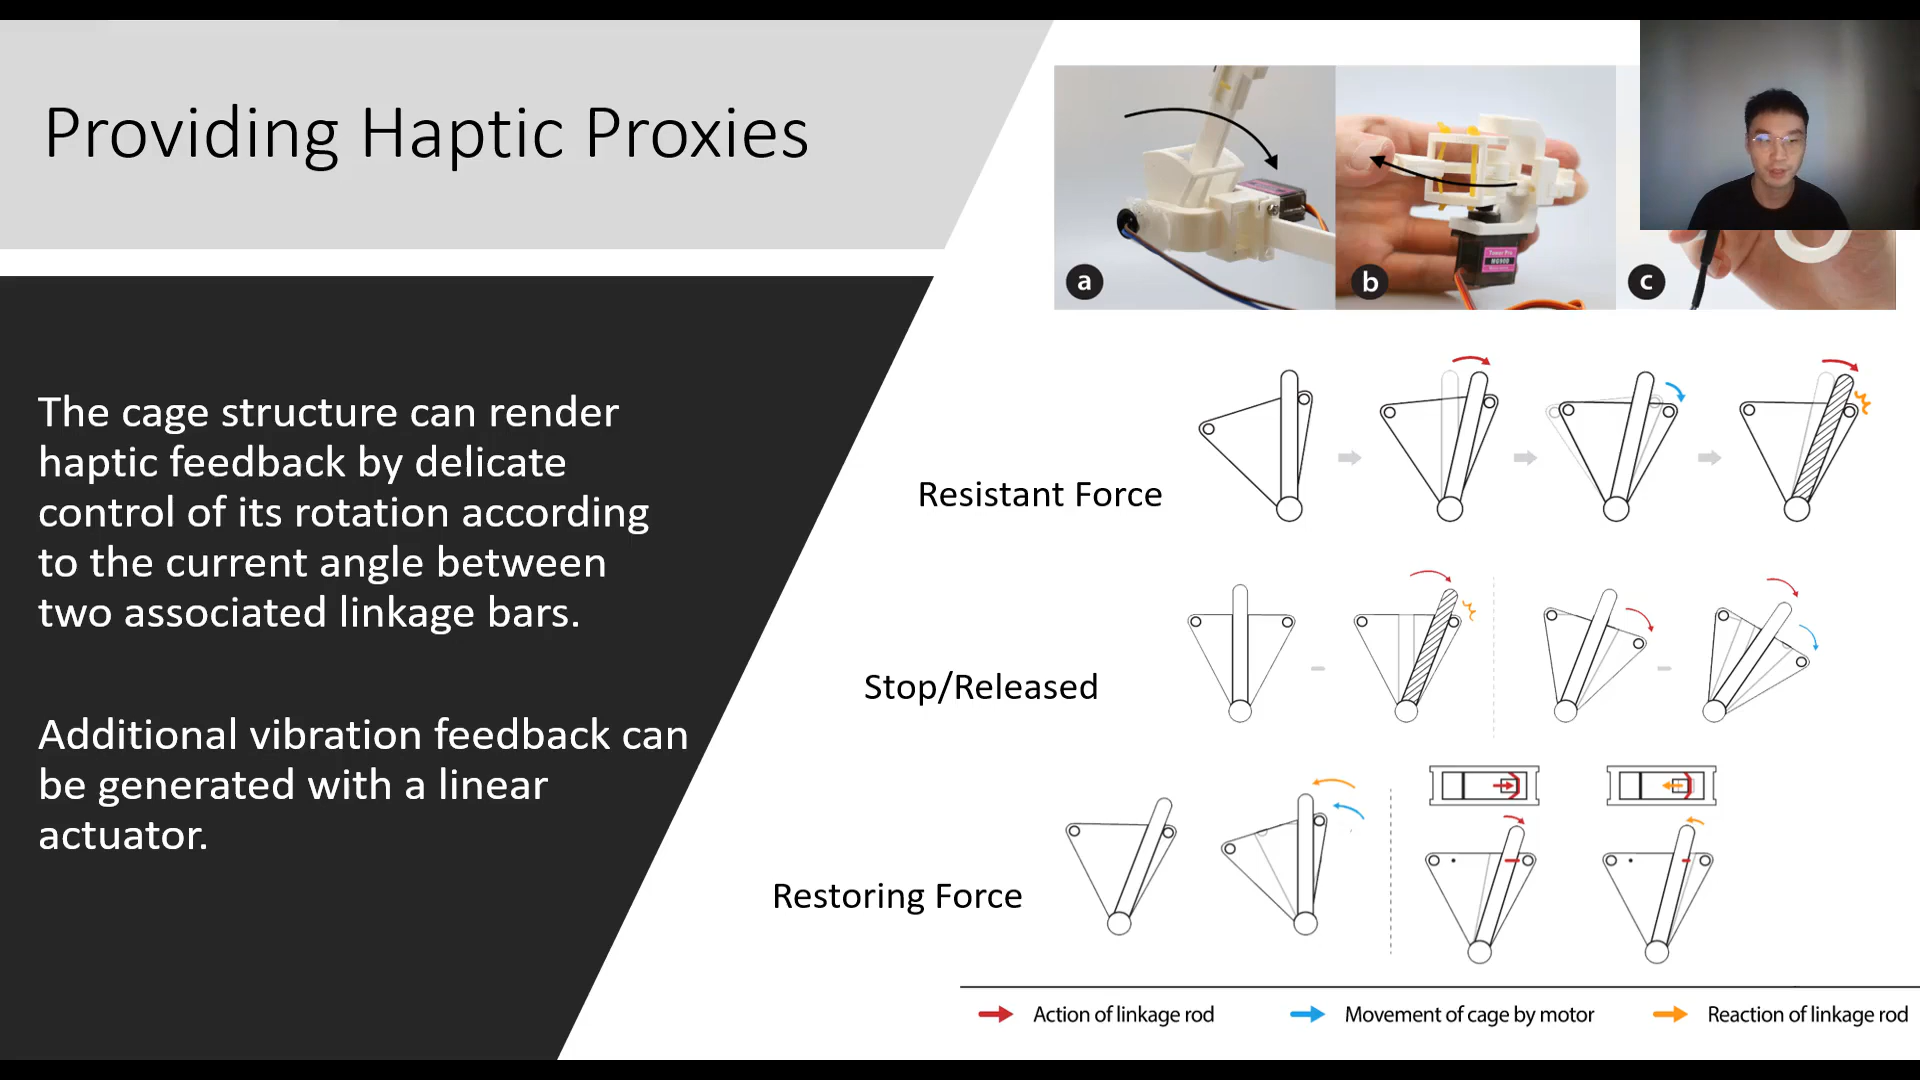 Providing Haptic Proxies
a
b
c
The cage structure can render
haptic feedback by delicate
control of its rotation according
to the current angle between
two associated linkage bars.
Additional vibration feedback can
be generated with a linear
actuator.
Resistant Force
Stop/Released
Restoring Force
Action of linkage rod
Movement of cage by motor
Reaction of linkage rod